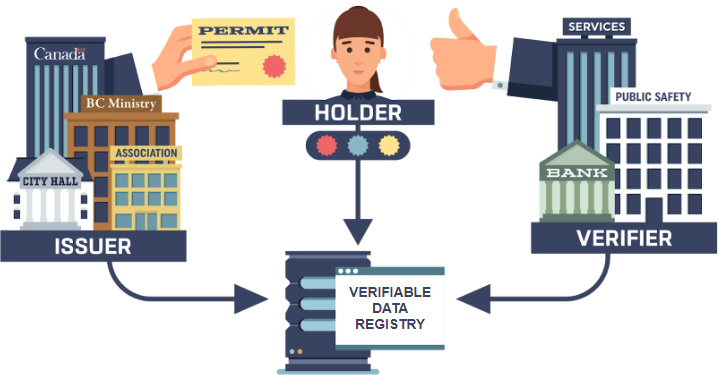 Canada
PERMIT
SERVICES
BC Ministry
PUBLIC SAFETY
HOLDER
ASSOCIATION
CITY HALL
BANK
ISSUER
VERIFIER
VERIFIABLE
DATA
REGISTRY